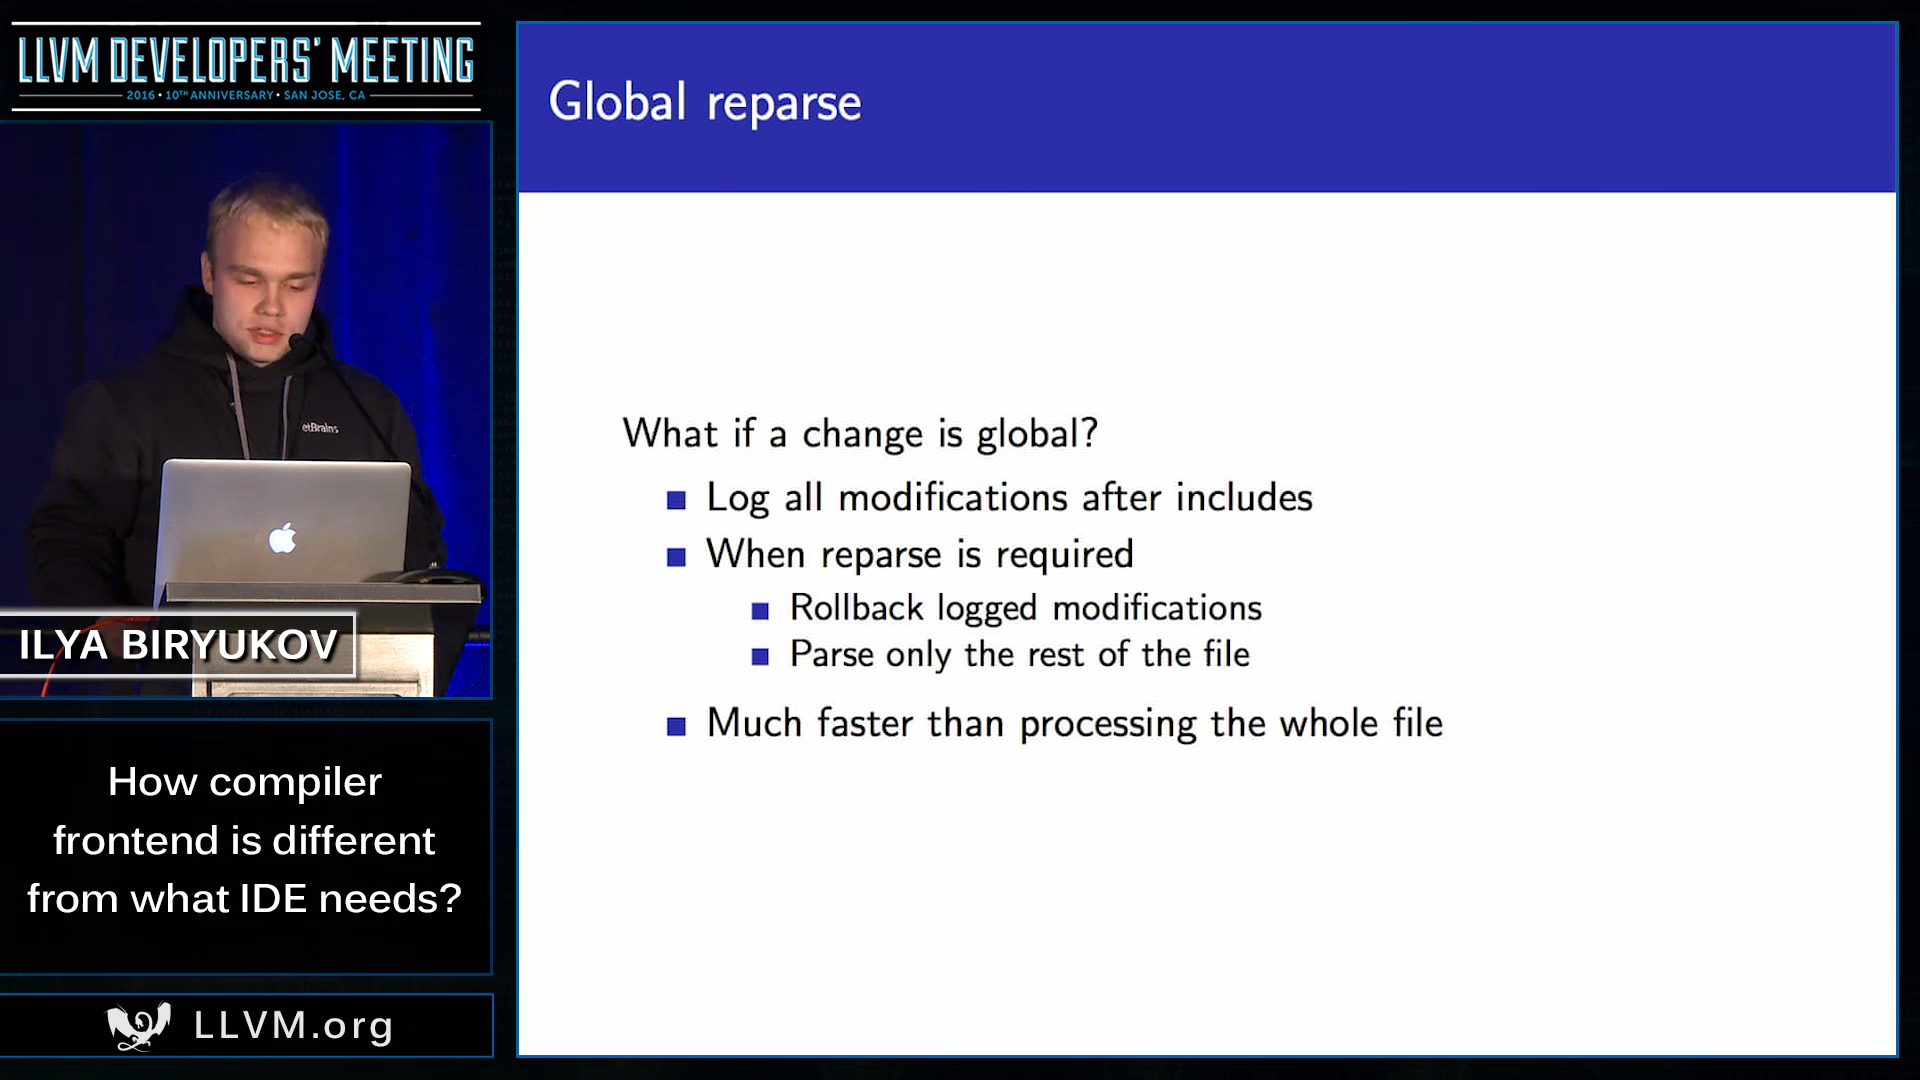 LLVM DEVELOPERS' MEETING
2016 • 10TH ANNIVERSARY • SAN JOSE, CA
Global reparse
What if a change is global?
Log all modifications after includes
When reparse is required
Rollback logged modifications
Parse only the rest of the file
Much faster than processing the whole file
etBrains
ILYA BIRYUKOV
How compiler
frontend is different
from what IDE needs?
LLVM.org